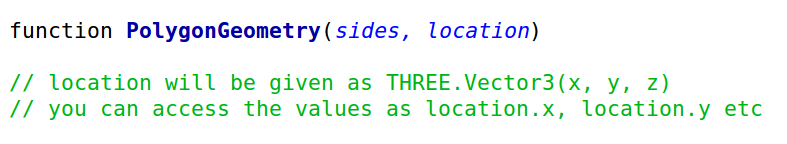 function PolygonGeometry(sides, location)
// location will be given as THREE.Vector3(x, y, z)
// you can access the values as location.x, location.y etc